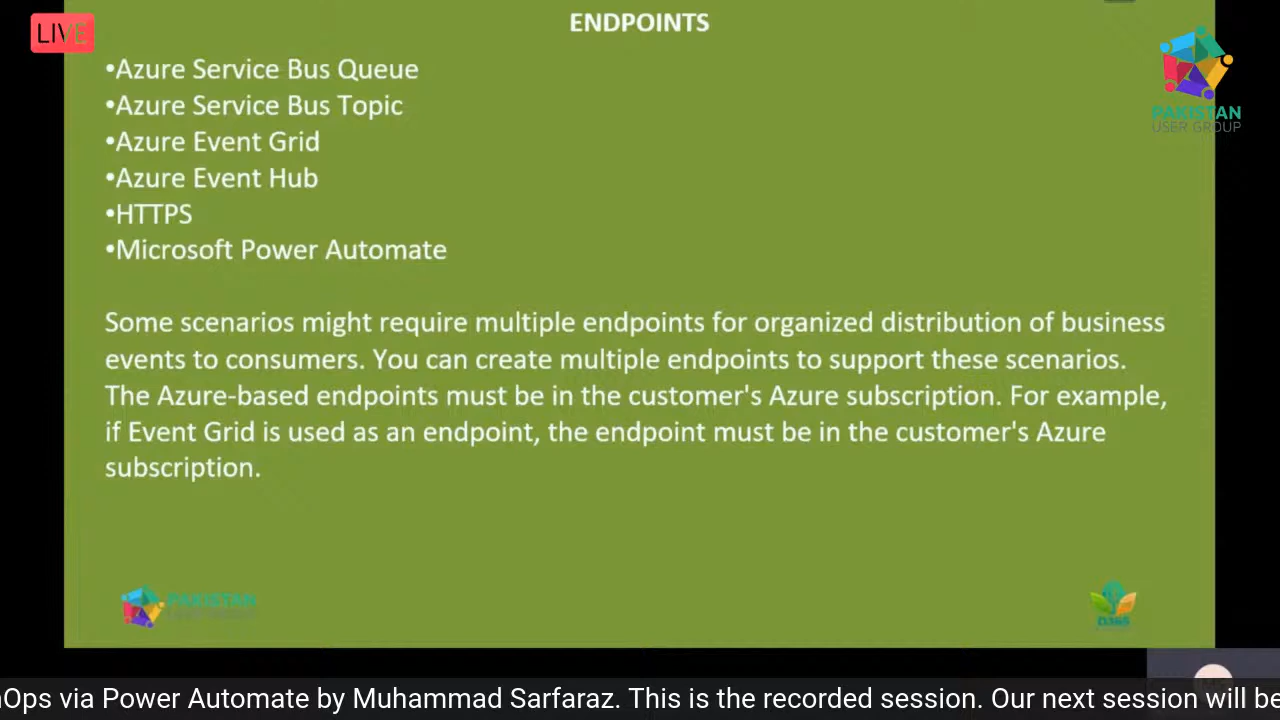 LIVE
ENDPOINTS
PAKISTAN
USER GROUP
•Azure Service Bus Queue
•Azure Service Bus Topic
•Azure Event Grid
•Azure Event Hub
•HTTPS
•Microsoft Power Automate
Some scenarios might require multiple endpoints for organized distribution of business
events to consumers. You can create multiple endpoints to support these scenarios.
The Azure-based endpoints must be in the customer's Azure subscription. For example,
if Event Grid is used as an endpoint, the endpoint must be in the customer's Azure
subscription.
PAKISTAN
USER GROUP
D365
Ops via Power Automate by Muhammad Sarfaraz. This is the recorded session. Our next session will be